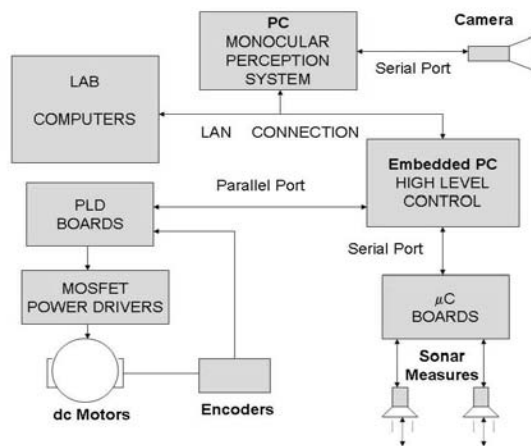 PC
MONOCULAR
PERCEPTION
SYSTEM
Camera
Serial Port
LAB
COMPUTERS
LAN CONNECTION
Embedded PC
HIGH LEVEL
CONTROL
Parallel Port
PLD
BOARDS
Serial Port
MOSFET
POWER DRIVERS
μC
BOARDS
Sonar
Measures
dc Motors
Encoders